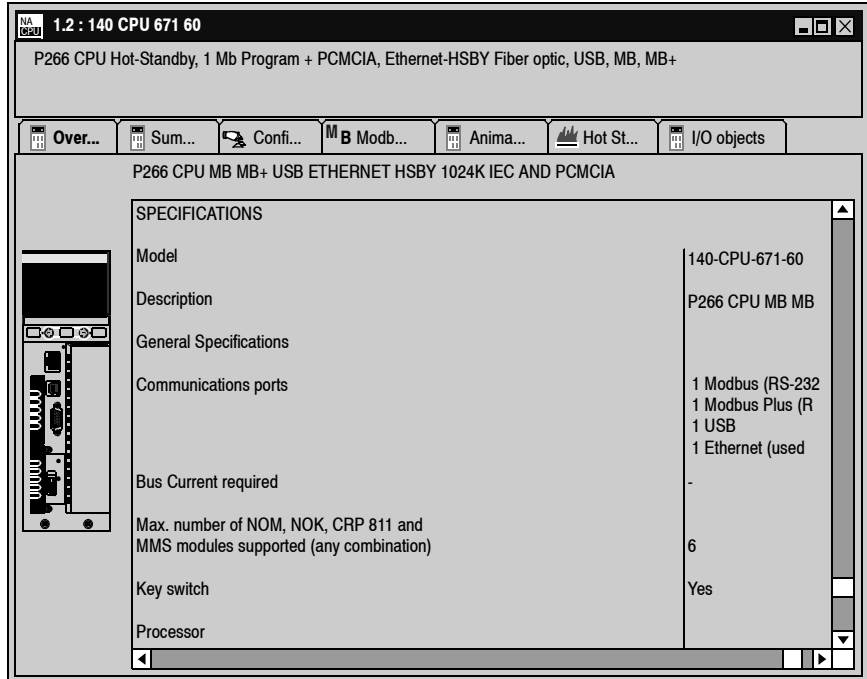 NA
CPU
1.2 : 140 CPU 671 60
P266 CPU Hot-Standby, 1 Mb Program + PCMCIA, Ethernet-HSBY Fiber optic, USB, MB, MB+
Over... Sum... Confi... MB Modb... Anima... Hot St... I/O objects
P266 CPU MB MB+ USB ETHERNET HSBY 1024K IEC AND PCMCIA
SPECIFICATIONS
Model 140-CPU-671-60
Description P266 CPU MB MB
General Specifications
Communications ports 1 Modbus (RS-232
1 Modbus Plus (R
1 USB
1 Ethernet (used
Bus Current required -
Max. number of NOM, NOK, CRP 811 and
MMS modules supported (any combination) 6
Key switch Yes
Processor